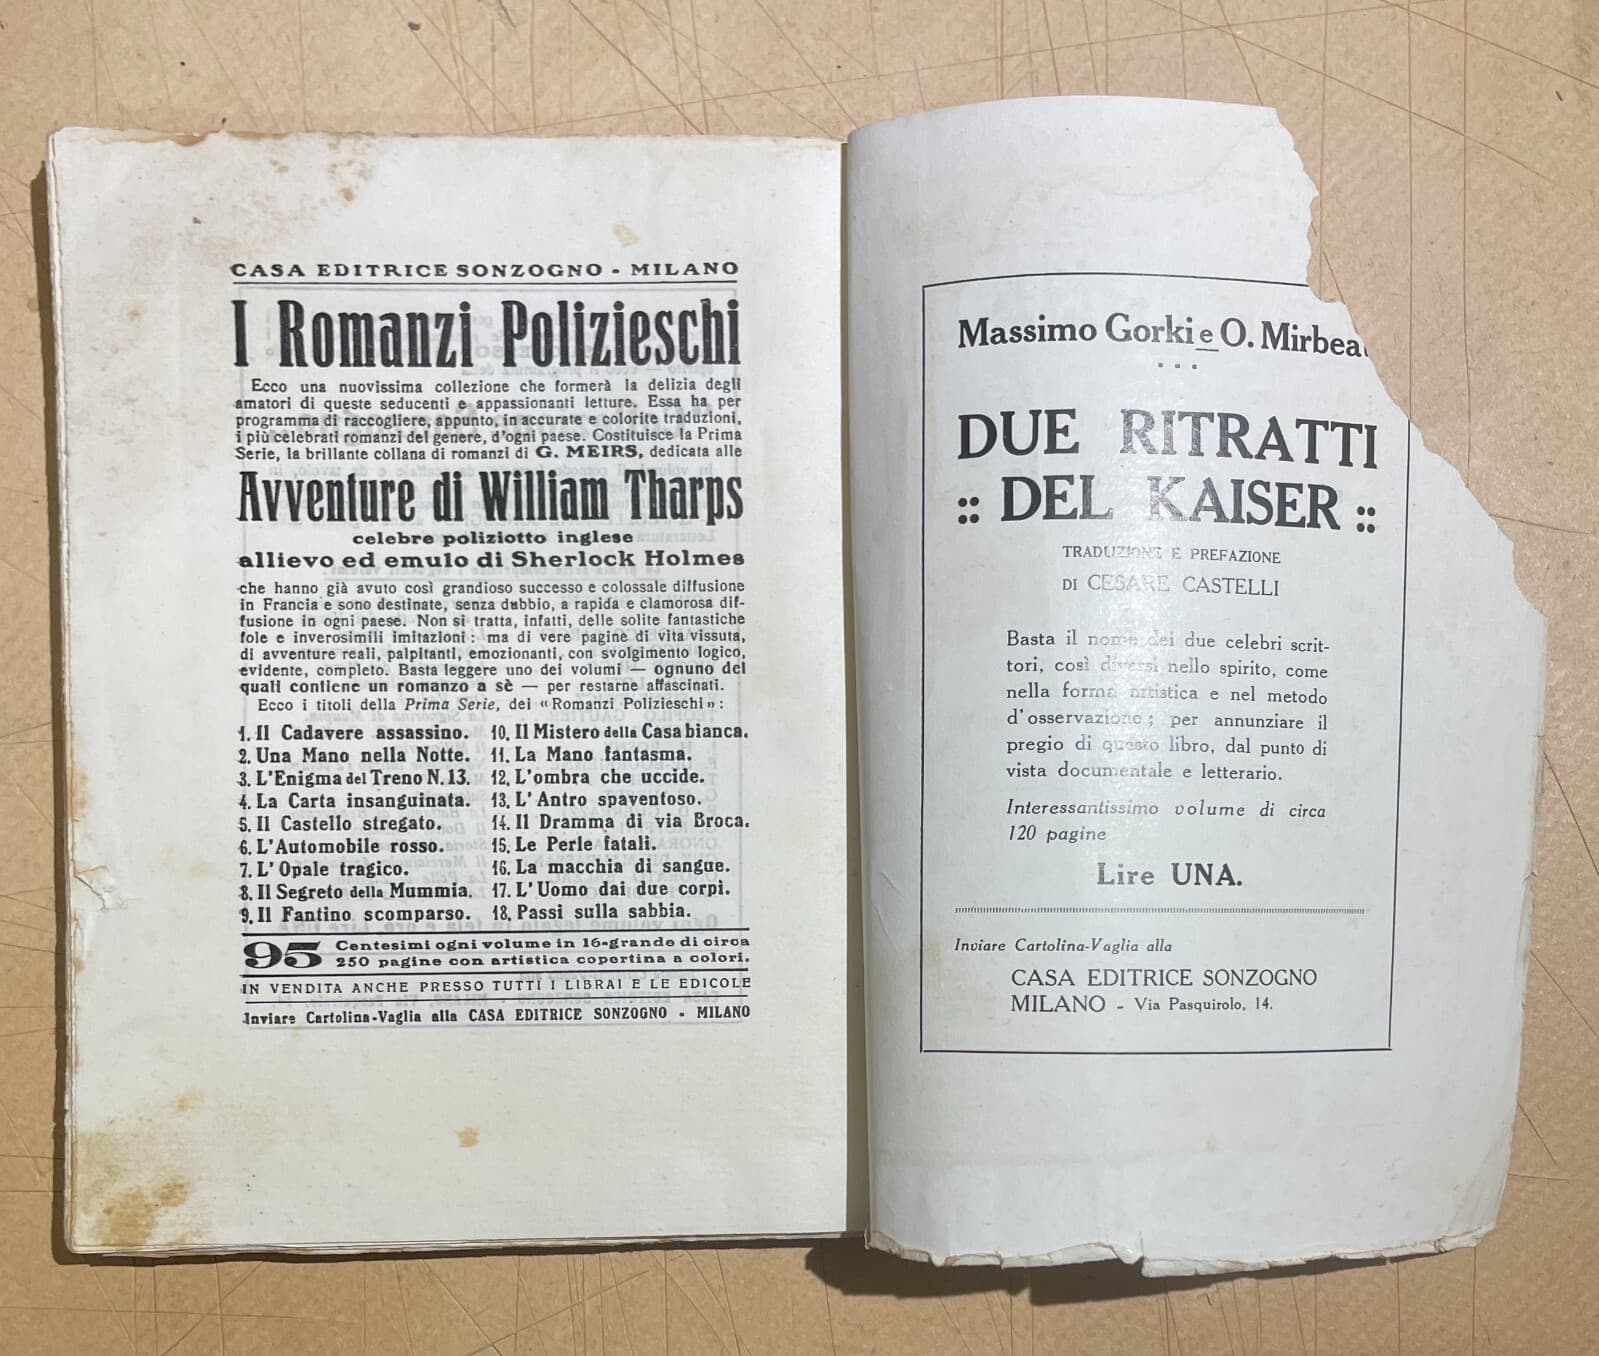 CASA EDITRICE SONZOGNO - MILANO
I Romanzi Polizieschi
Ecco una nuovissima collezione che formerà la delizia degli
amatori di queste seducenti e appassionanti letture. Essa ha per
programma di raccogliere, appunto, in accurate e colorite traduzioni,
i più celebrati romanzi del genere, d'ogni paese. Costituisce la Prima
Serie, la brillante collana di romanzi di G. MEIRS, dedicata alle
Avventure di William Tharps
celebre poliziotto inglese
allievo ed emulo di Sherlock Holmes
che hanno già avuto così grandioso successo e colossale diffusione
in Francia e sono destinate, senza dubbio, a rapida e clamorosa dif-
fusione in ogni paese. Non si tratta, infatti, delle solite fantastiche
fole e inverosimili imitazioni: ma di vere pagine di vita vissuta,
di avventure reali, palpitanti, emozionanti, con svolgimento logico,
evidente, completo. Basta leggere uno dei volumi — ognuno dei
quali contiene un romanzo a sè — per restarne affascinati.
Ecco i titoli della Prima Serie, dei «Romanzi Polizieschi»:
1. Il Cadavere assassino.
2. Una Mano nella Notte.
3. L'Enigma del Treno N. 13.
4. La Carta insanguinata.
5. Il Castello stregato.
6. L'Automobile rosso.
7. L'Opale tragico.
8. Il Segreto della Mummia.
9. Il Fantino scomparso.
10. Il Mistero della Casa bianca.
11. La Mano fantasma.
12. L'ombra che uccide.
13. L'Antro spaventoso.
14. Il Dramma di via Broca.
15. Le Perle fatali.
16. La macchia di sangue.
17. L'Uomo dai due corpi.
18. Passi sulla sabbia.
95 Centesimi ogni volume in 16-grande di circa
250 pagine con artistica copertina a colori.
IN VENDITA ANCHE PRESSO TUTTI I LIBRAI E LE EDICOLE
Inviare Cartolina-Vaglia alla CASA EDITRICE SONZOGNO - MILANO
Massimo Gorki e O. Mirbea
DUE RITRATTI
:: DEL KAISER ::
TRADUZIONE E PREFAZIONE
DI CESARE CASTELLI
Basta il nome dei due celebri scrit-
tori, così diversi nello spirito, come
nella forma artistica e nel metodo
d'osservazione; per annunziare il
pregio di questo libro, dal punto di
vista documentale e letterario.
Interessantissimo volume di circa
120 pagine
Lire UNA.
Inviare Cartolina-Vaglia alla
CASA EDITRICE SONZOGNO
MILANO - Via Pasquirolo, 14.